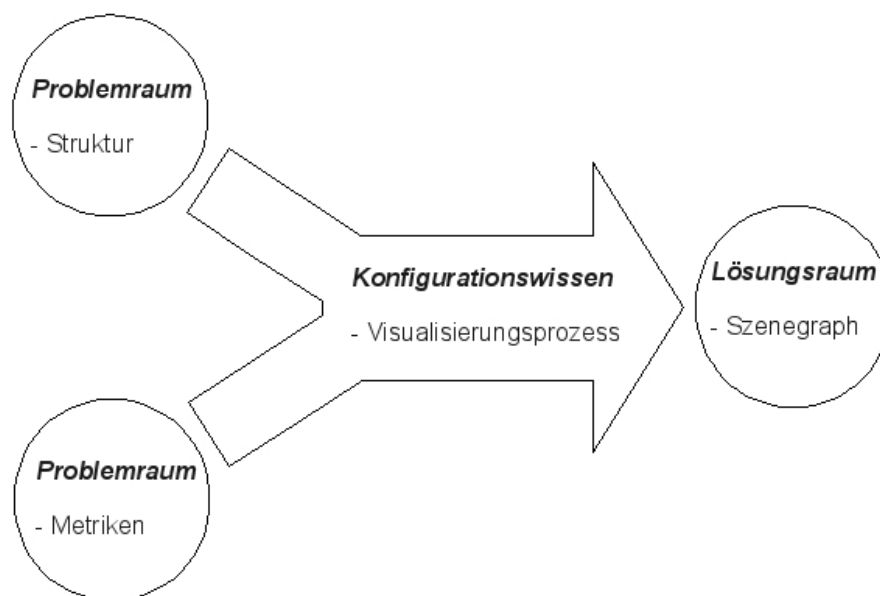 Problemraum
- Struktur
Konfigurationswissen
- Visualisierungsprozess
Lösungsraum
- Szenegraph
Problemraum
- Metriken